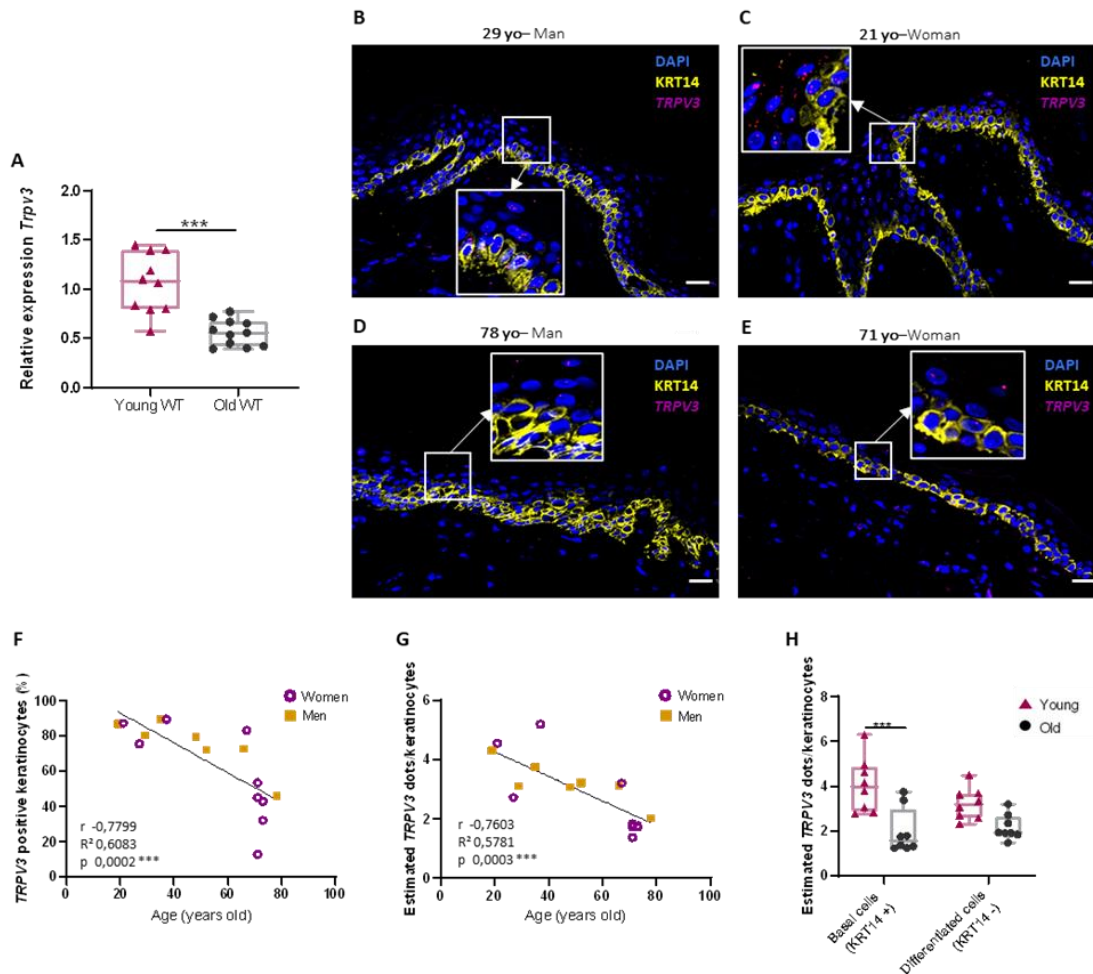 A
Relative expression Trpv3
2.0
1.5
1.0
0.5
0.0
***
Young WT
Old WT
B
29 yo– Man
DAPI
KRT14
TRPV3
C
21 yo–Woman
DAPI
KRT14
TRPV3
D
78 yo– Man
DAPI
KRT14
TRPV3
E
71 yo–Woman
DAPI
KRT14
TRPV3
F
TRPV3 positive keratinocytes (%)
100
80
60
40
20
0
Women
Men
r -0,7799
R² 0,6083
p 0,0002 ***
0 20 40 60 80 100
Age (years old)
G
Estimated TRPV3 dots/keratinocytes
6
4
2
0
Women
Men
r -0,7603
R² 0,5781
p 0,0003 ***
0 20 40 60 80 100
Age (years old)
H
Estimated TRPV3 dots/keratinocytes
8
6
4
2
0
***
Young
Old
Basal cells
(KRT14 +)
Differentiated cells
(KRT14 -)